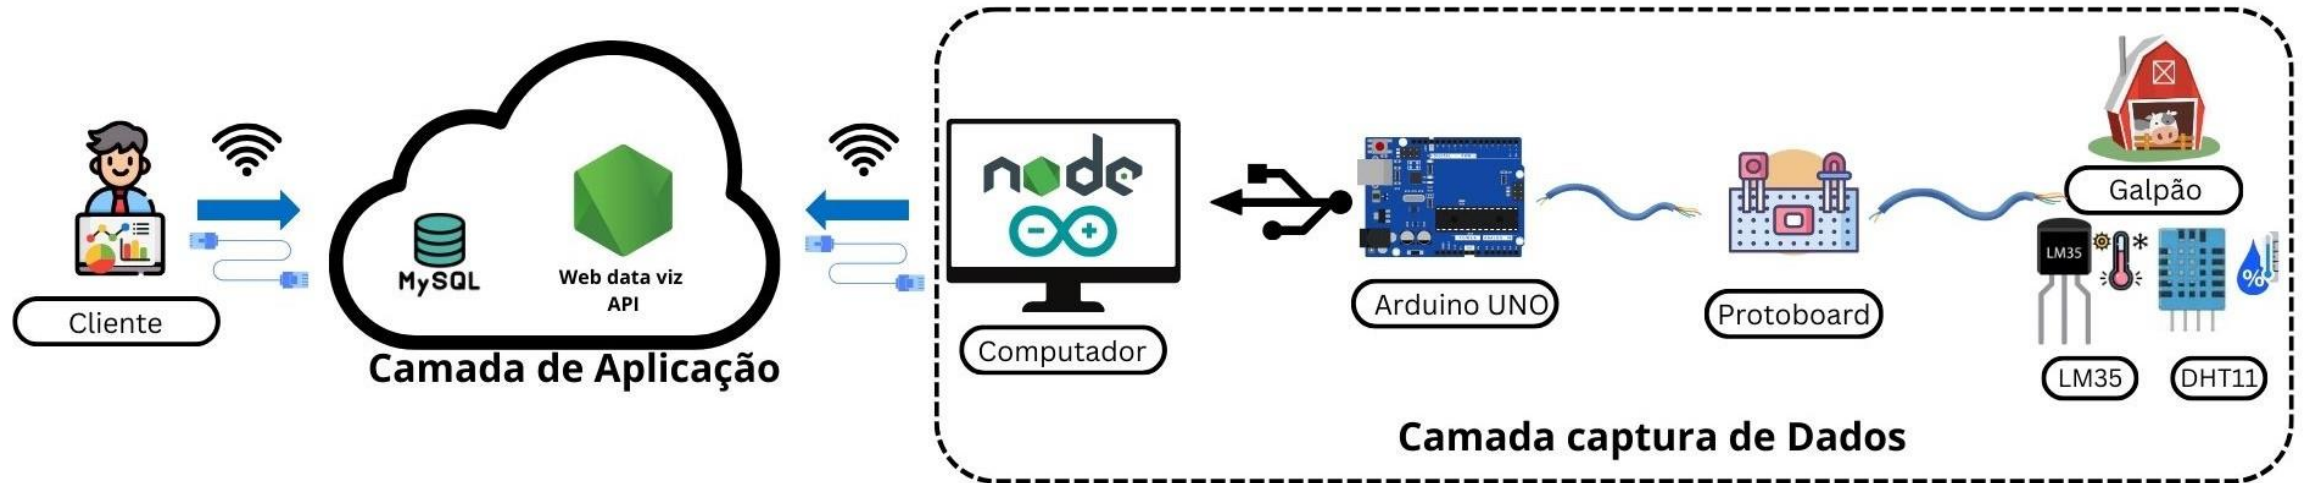 Cliente
MySQL
Web data viz
API
Camada de Aplicação
node
Computador
Arduino UNO
Protoboard
Galpão
LM35
%
LM35
DHT11
Camada captura de Dados